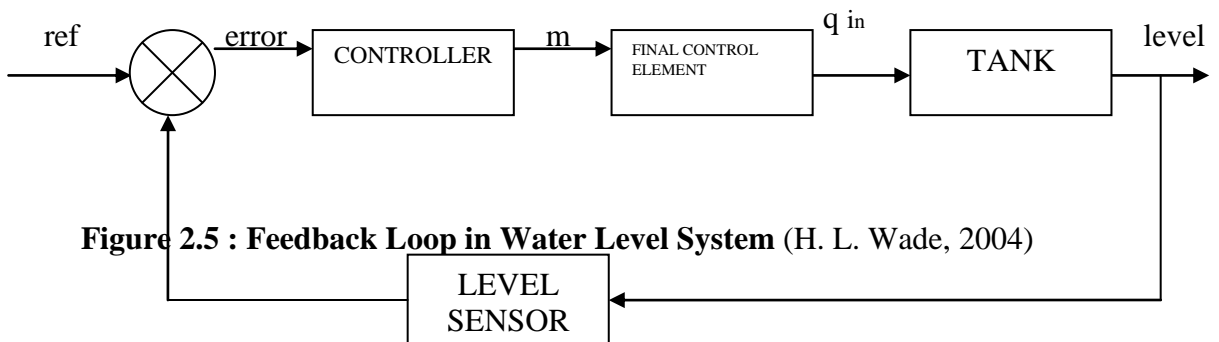 ref
error
CONTROLLER
m
FINAL CONTROL
ELEMENT
q in
TANK
level
Figure 2.5 : Feedback Loop in Water Level System (H. L. Wade, 2004)
LEVEL
SENSOR